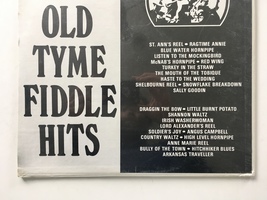 OLD
TYME
FIDDLE
HITS
ST. ANN'S REEL • RAGTIME ANNIE
BLUE WATER HORNPIPE
LISTEN TO THE MOCKINGBIRD
McNAB'S HORNPIPE • RED WING
TURKEY IN THE STRAW
THE MOUTH OF THE TOBIQUE
HASTE TO THE WEDDING
SHELBOURNE REEL • SNOWFLAKE BREAKDOWN
SALLY GOODIN
DRAGGIN THE BOW • LITTLE BURNT POTATO
SHANNON WALTZ
IRISH WASHERWOMAN
LORD ALEXANDER'S REEL
SOLDIER'S JOY • ANGUS CAMPBELL
COUNTRY WALTZ • HIGH LEVEL HORNPIPE
ANNE MARIE REEL
BULLY OF THE TOWN • HITCHIKER BLUES
ARKANSAS TRAVELLER